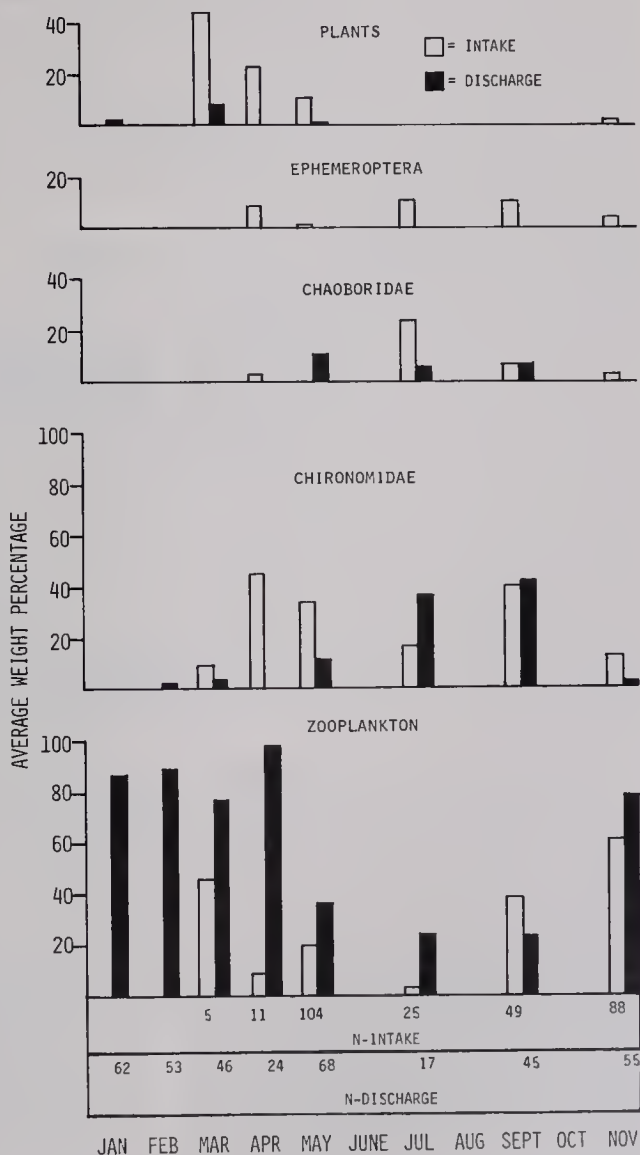 PLANTS
= INTAKE
= DISCHARGE
40
20
EPHEMEROPTERA
20
CHAOBORIDAE
40
20
CHIRONOMIDAE
100
80
60
40
20
AVERAGE WEIGHT PERCENTAGE
ZOOPLANKTON
100
80
60
40
20
5 11 104 25 49 88
N-INTAKE
62 53 46 24 68 17 45 55
N-DISCHARGE
JAN FEB MAR APR MAY JUNE JUL AUG SEPT OCT NOV